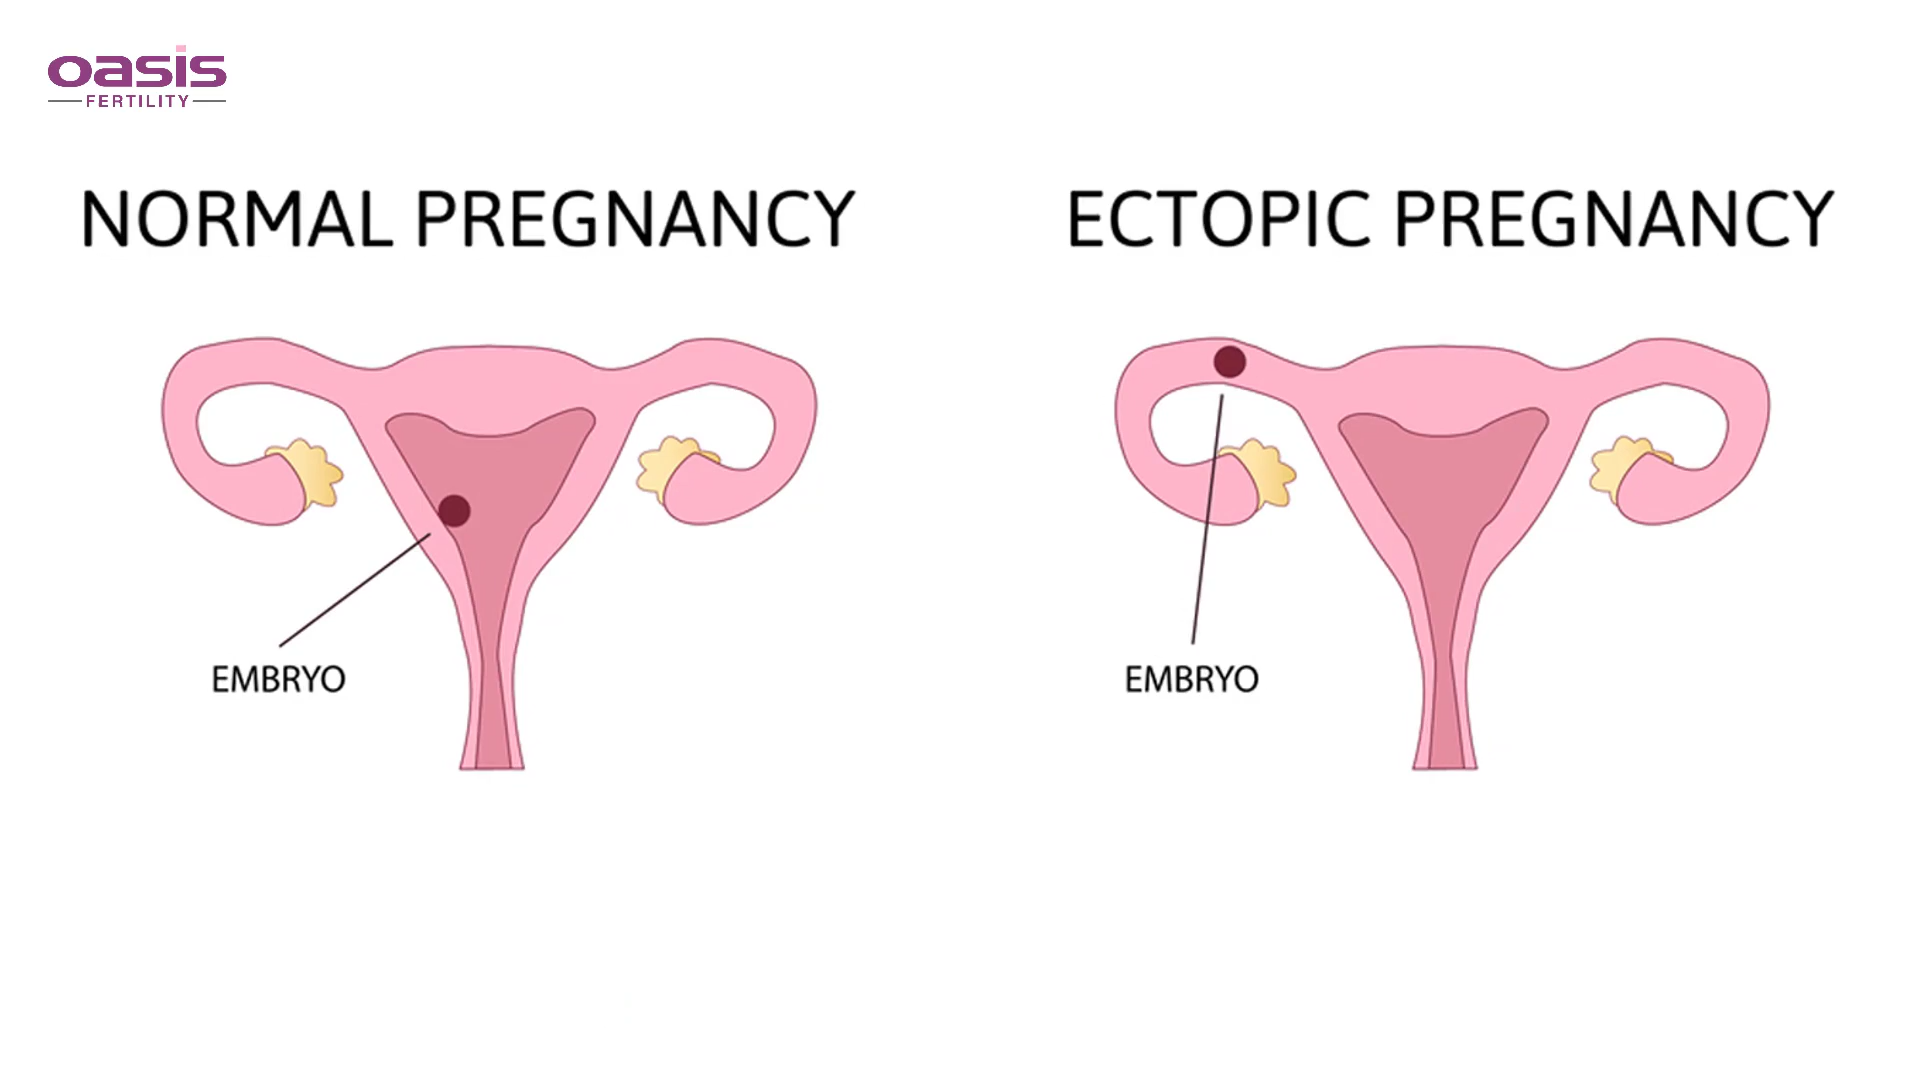 oasis
FERTILITY
NORMAL PREGNANCY
ECTOPIC PREGNANCY
EMBRYO
EMBRYO